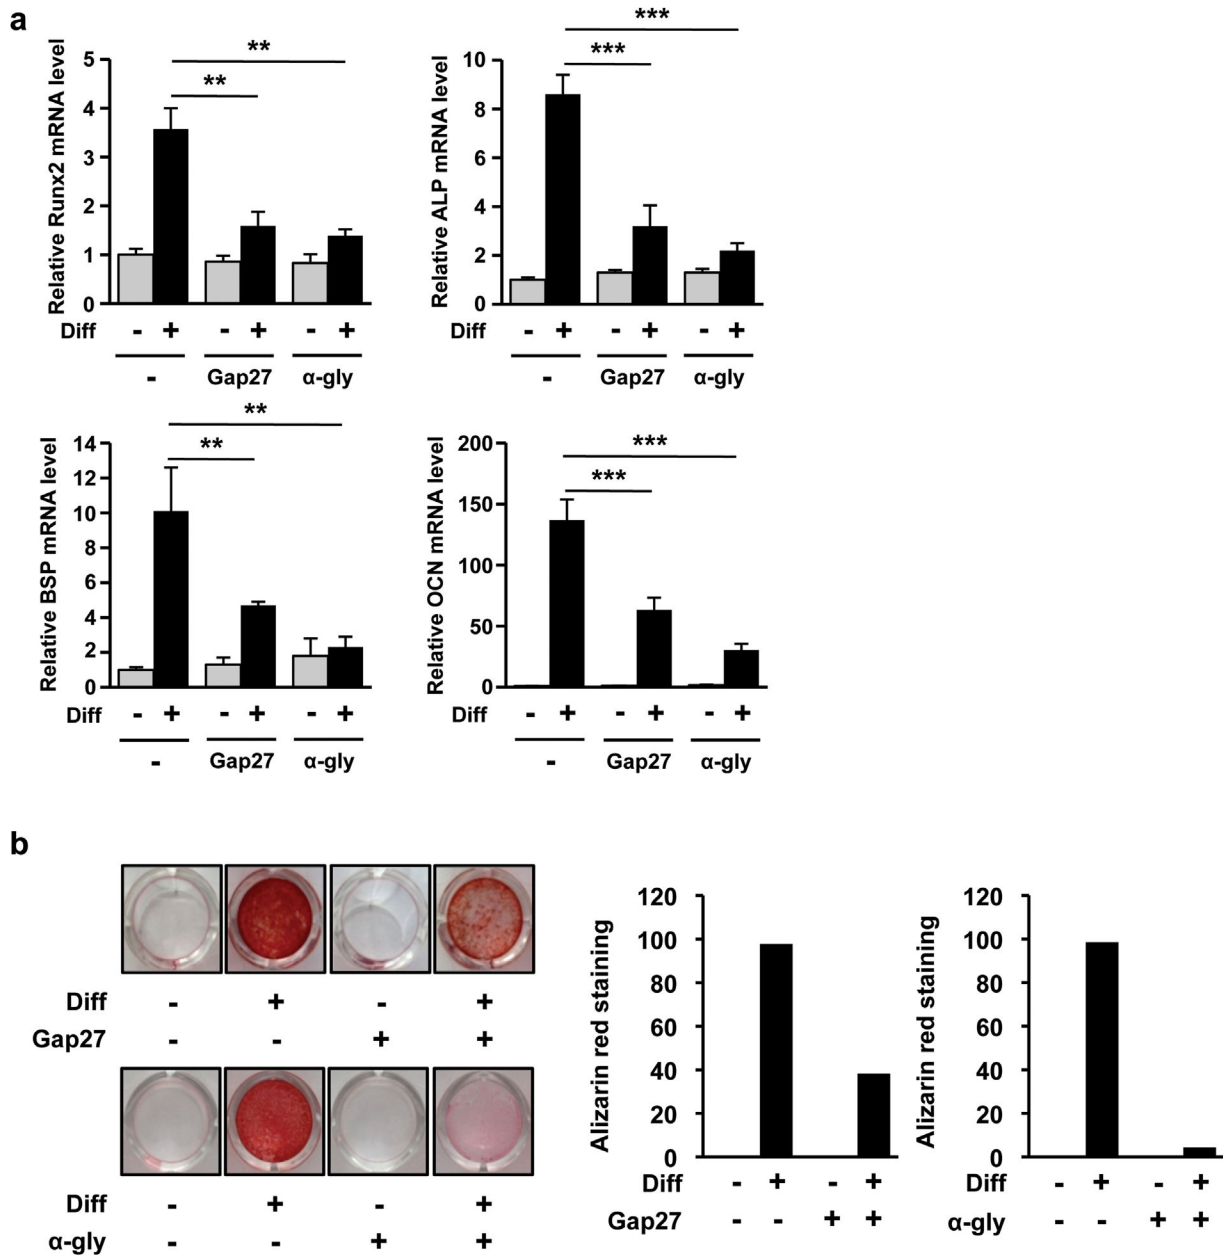 a
Relative Runx2 mRNA level
5
4
3
2
1
0
**
**
Diff - + - + - +
- Gap27 α-gly
Relative ALP mRNA level
10
8
6
4
2
0
***
***
Diff - + - + - +
- Gap27 α-gly
Relative BSP mRNA level
14
12
10
8
6
4
2
0
**
**
Diff - + - + - +
- Gap27 α-gly
Relative OCN mRNA level
200
150
100
50
0
***
***
Diff - + - + - +
- Gap27 α-gly
b
Diff - + - +
Gap27 - - + +
Diff - + - +
α-gly - - + +
Alizarin red staining
120
100
80
60
40
20
0
Diff - + - +
Gap27 - - + +
Alizarin red staining
120
100
80
60
40
20
0
Diff - + - +
α-gly - - + +